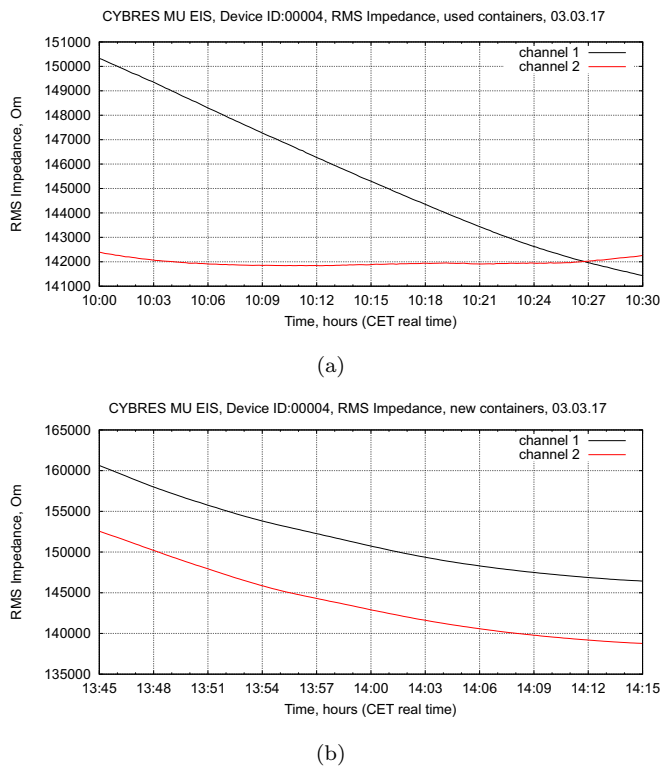 CYBRES MU EIS, Device ID:00004, RMS Impedance, used containers, 03.03.17
151000
150000
149000
148000
147000
146000
145000
144000
143000
142000
141000
RMS Impedance, Om
channel 1
channel 2
10:00 10:03 10:06 10:09 10:12 10:15 10:18 10:21 10:24 10:27 10:30
Time, hours (CET real time)
(a)
CYBRES MU EIS, Device ID:00004, RMS Impedance, new containers, 03.03.17
165000
160000
155000
150000
145000
140000
135000
RMS Impedance, Om
channel 1
channel 2
13:45 13:48 13:51 13:54 13:57 14:00 14:03 14:06 14:09 14:12 14:15
Time, hours (CET real time)
(b)